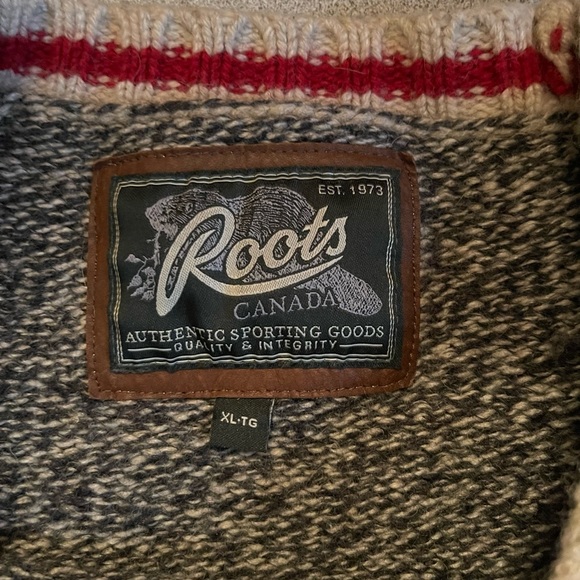 EST. 1973
Roots
CANADA
AUTHENTIC SPORTING GOODS
QUALITY & INTEGRITY
XL·TG